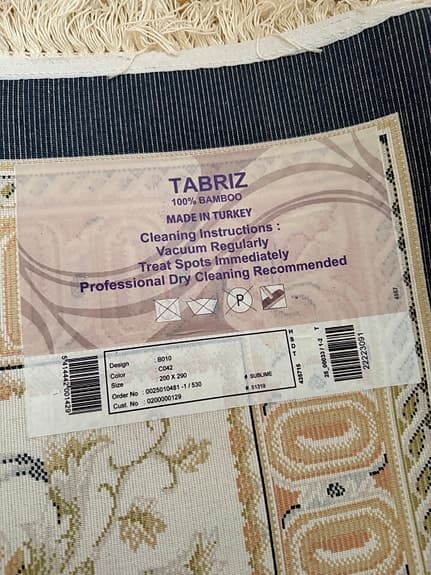 TABRIZ
100% BAMBOO
MADE IN TURKEY
Cleaning Instructions :
Vacuum Regularly
Treat Spots Immediately
Professional Dry Cleaning Recommended
P
Design : B010
Color : C042
Size : 200 X 290
Order No : 0025010481 -1 / 530
Cust. No : 0200000129
# SUBLIME
# 51319
22223091